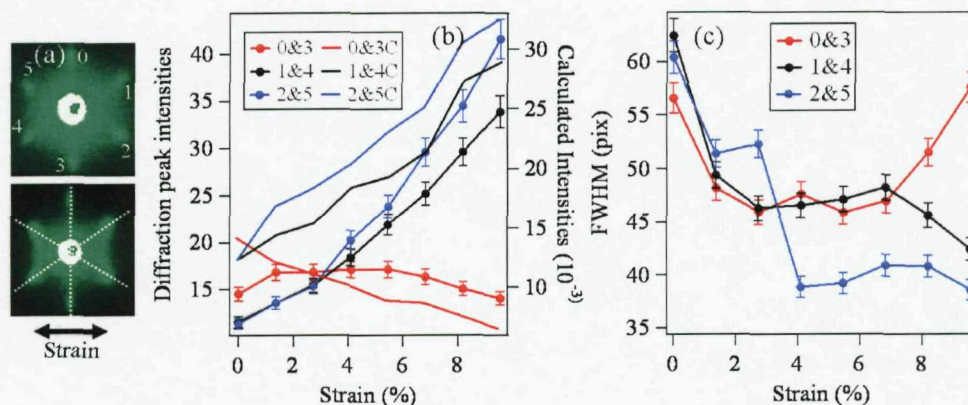 (a)
0
5
1
4
2
3
Strain
(b)
Diffraction peak intensities
40
35
30
25
20
15
0&3
1&4
2&5
0&3C
1&4C
2&5C
30
25
20
15
10
Calculated Intensities (10⁻³)
0 2 4 6 8
Strain (%)
(c)
FWHM (pix)
60
55
50
45
40
35
0&3
1&4
2&5
0 2 4 6 8
Strain (%)